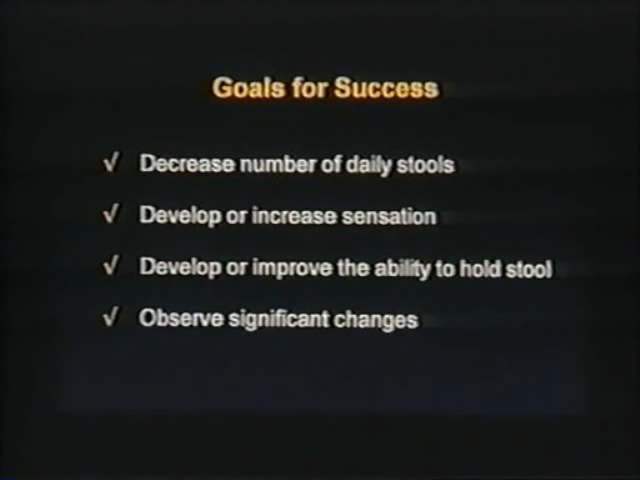 Goals for Success
√ Decrease number of daily stools
√ Develop or increase sensation
√ Develop or improve the ability to hold stool
√ Observe significant changes